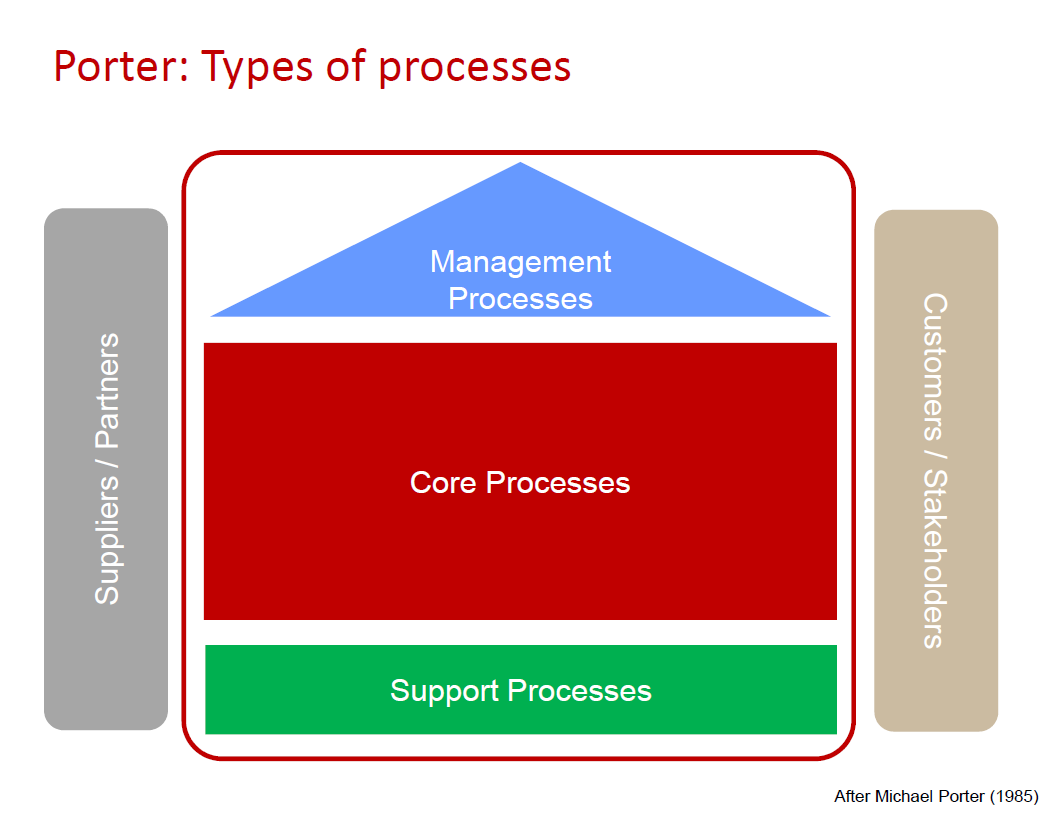 Porter: Types of processes
Suppliers / Partners
Management
Processes
Core Processes
Support Processes
Customers / Stakeholders
After Michael Porter (1985)